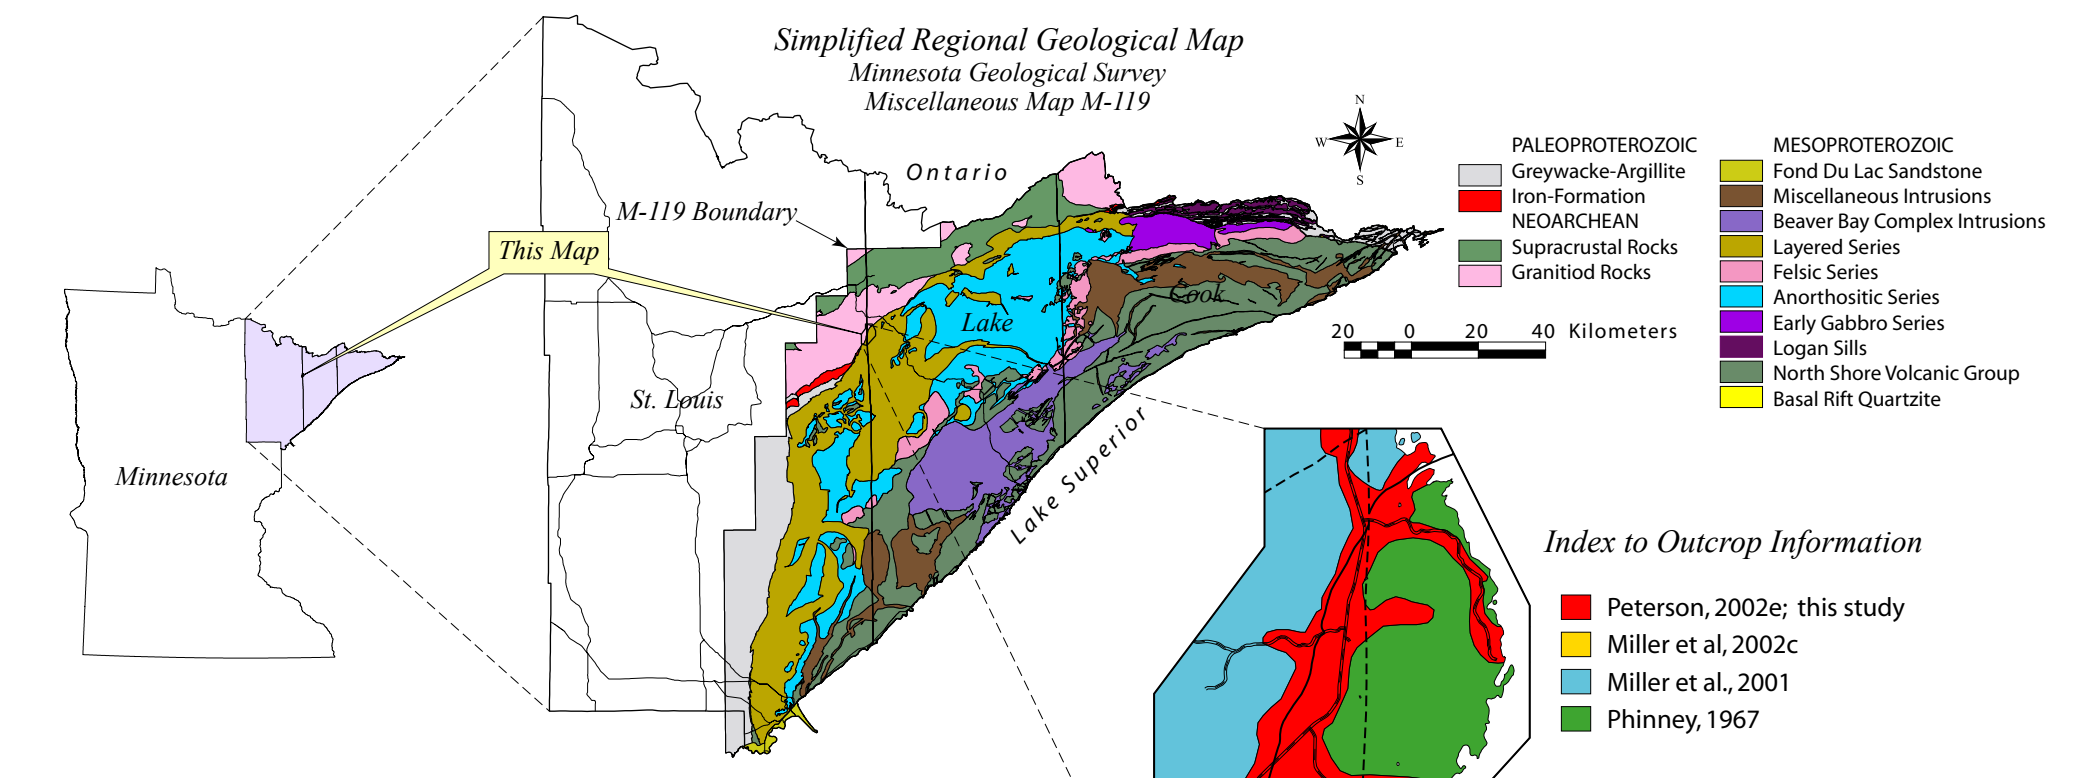 Simplified Regional Geological Map
Minnesota Geological Survey
Miscellaneous Map M-119
N
W
E
S
Ontario
M-119 Boundary
This Map
Lake
Cook
St. Louis
Minnesota
Lake Superior
PALEOPROTEROZOIC
Greywacke-Argillite
Iron-Formation
NEOARCHEAN
Supracrustal Rocks
Granitiod Rocks
MESOPROTEROZOIC
Fond Du Lac Sandstone
Miscellaneous Intrusions
Beaver Bay Complex Intrusions
Layered Series
Felsic Series
Anorthositic Series
Early Gabbro Series
Logan Sills
North Shore Volcanic Group
Basal Rift Quartzite
20 0 20 40 Kilometers
Index to Outcrop Information
Peterson, 2002e; this study
Miller et al, 2002c
Miller et al., 2001
Phinney, 1967